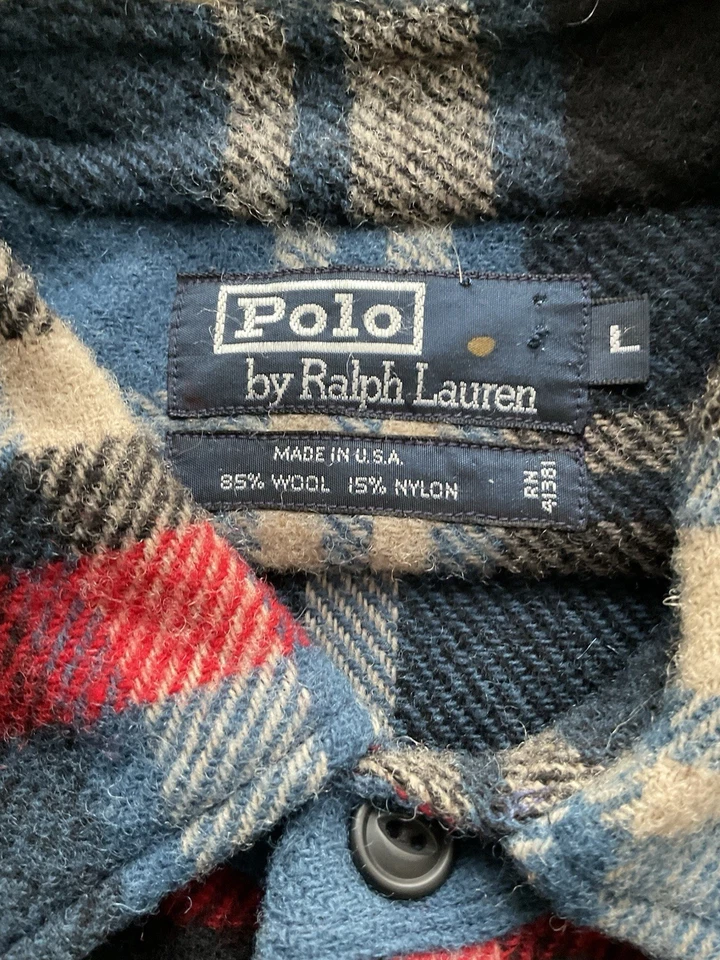 Polo
by Ralph Lauren
L
MADE IN U.S.A.
85% WOOL 15% NYLON
RN
41381